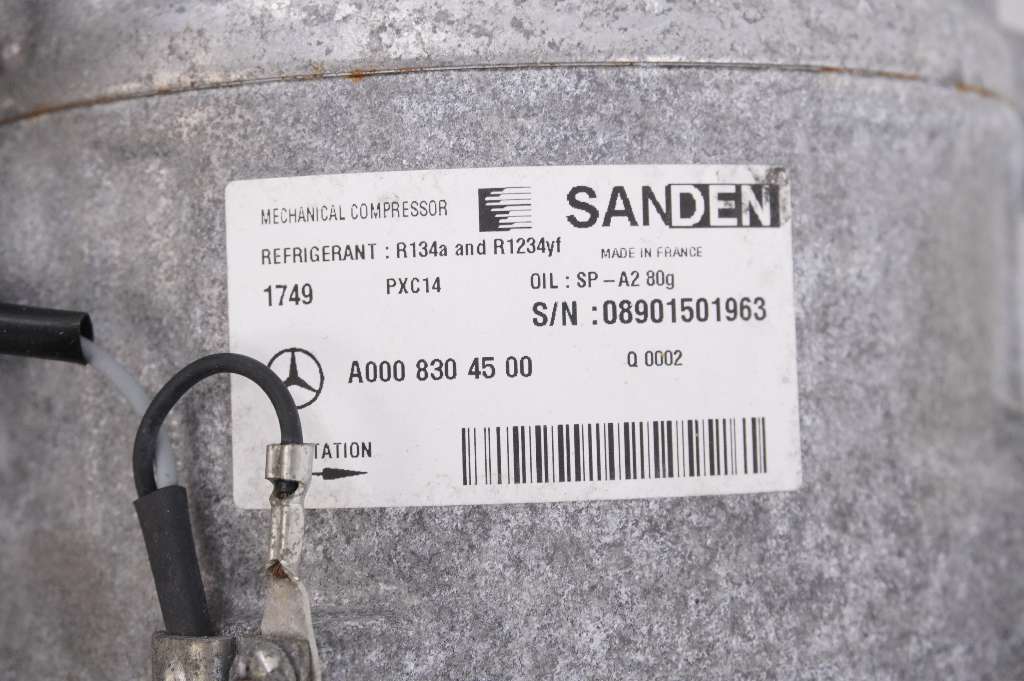 MECHANICAL COMPRESSOR SANDEN
REFRIGERANT : R134a and R1234yf MADE IN FRANCE
1749 PXC14 OIL : SP-A2 80g
S/N :08901501963
A000 830 45 00 Q 0002